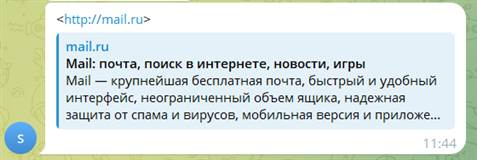 <http://mail.ru>
mail.ru
Mail: почта, поиск в интернете, новости, игры
Mail — крупнейшая бесплатная почта, быстрый и удобный
интерфейс, неограниченный объем ящика, надежная
защита от спама и вирусов, мобильная версия и приложе...
S
11:44